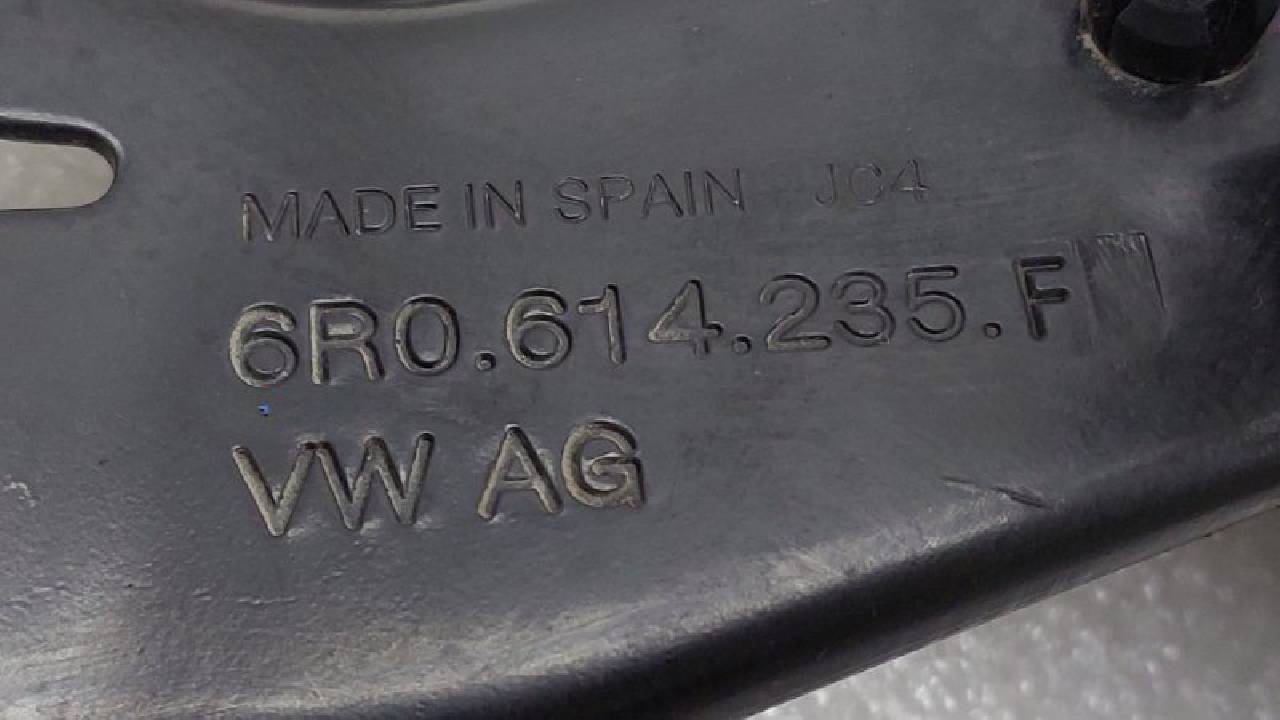 MADE IN SPAIN JC4
6R0.614.235.F
VW AG